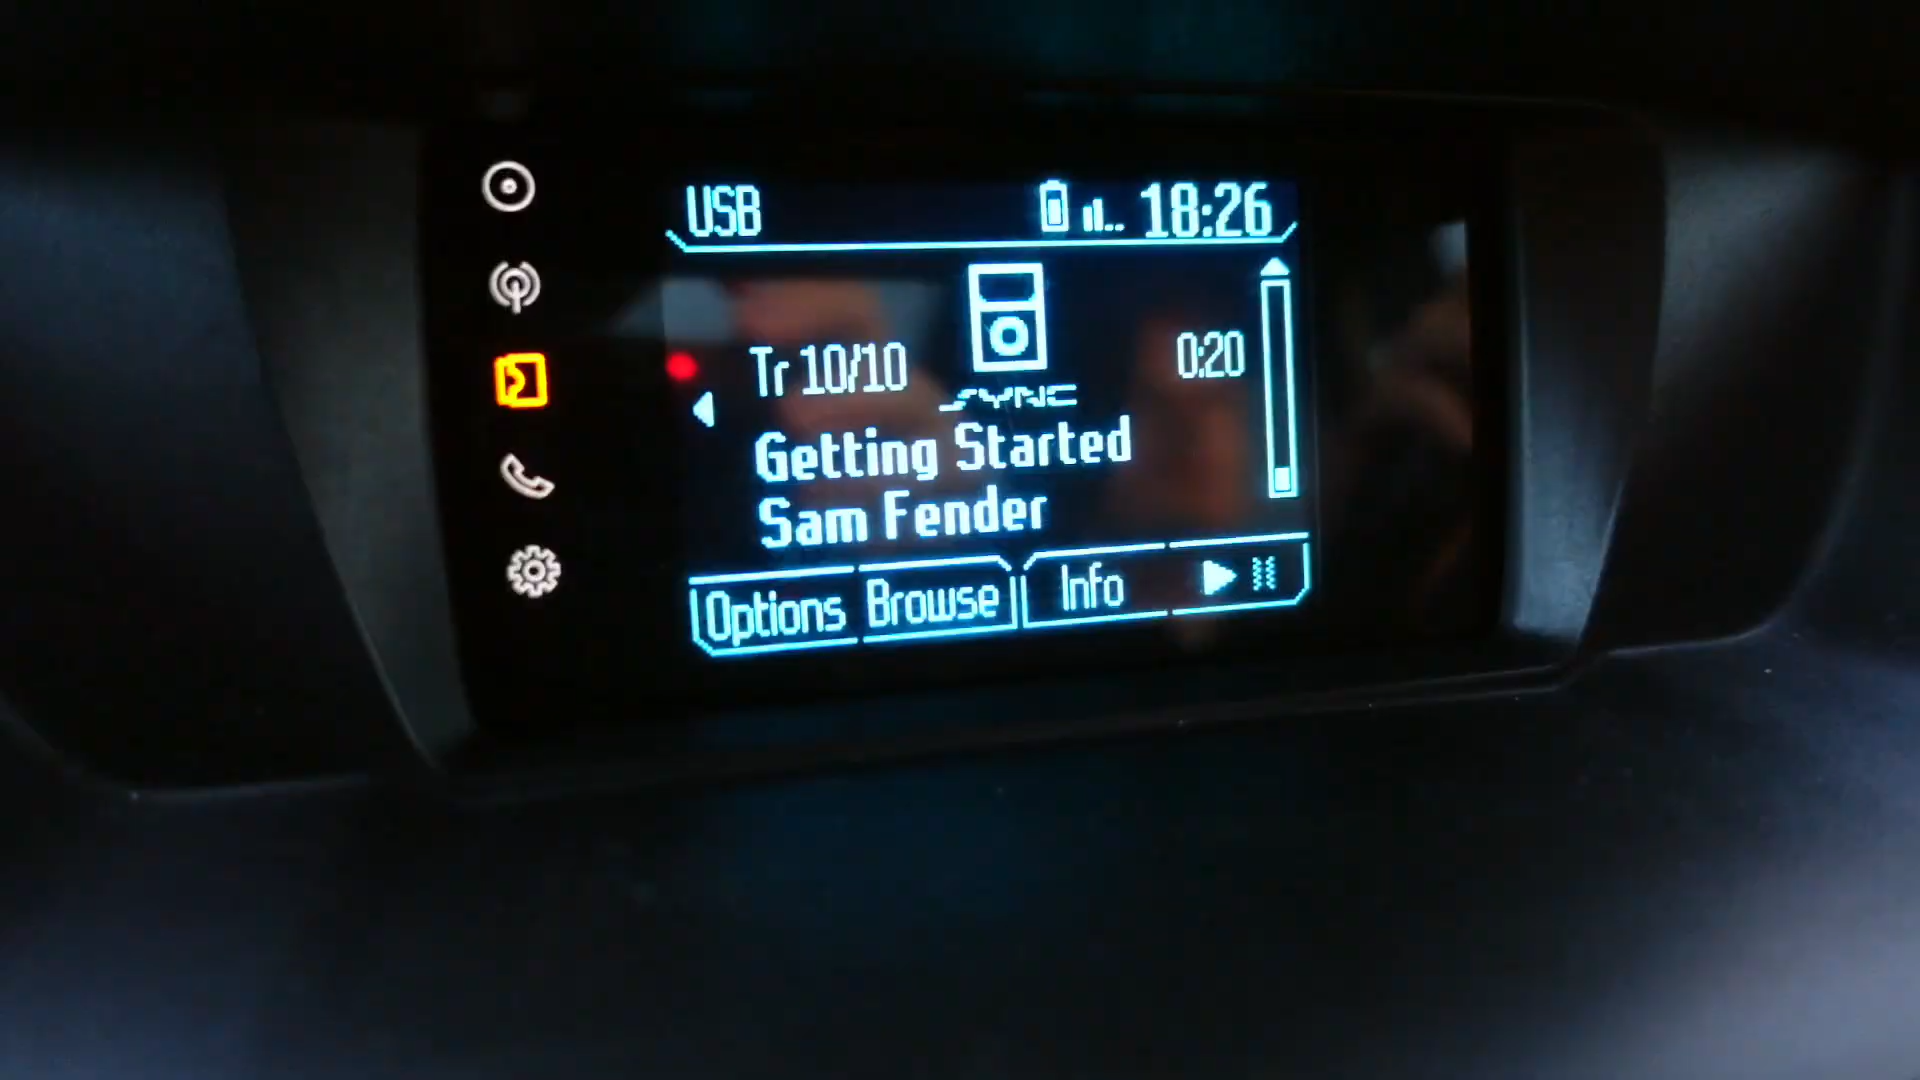 USB 18:26
Tr 10/10 0:20
SYNC
Getting Started
Sam Fender
Options Browse Info